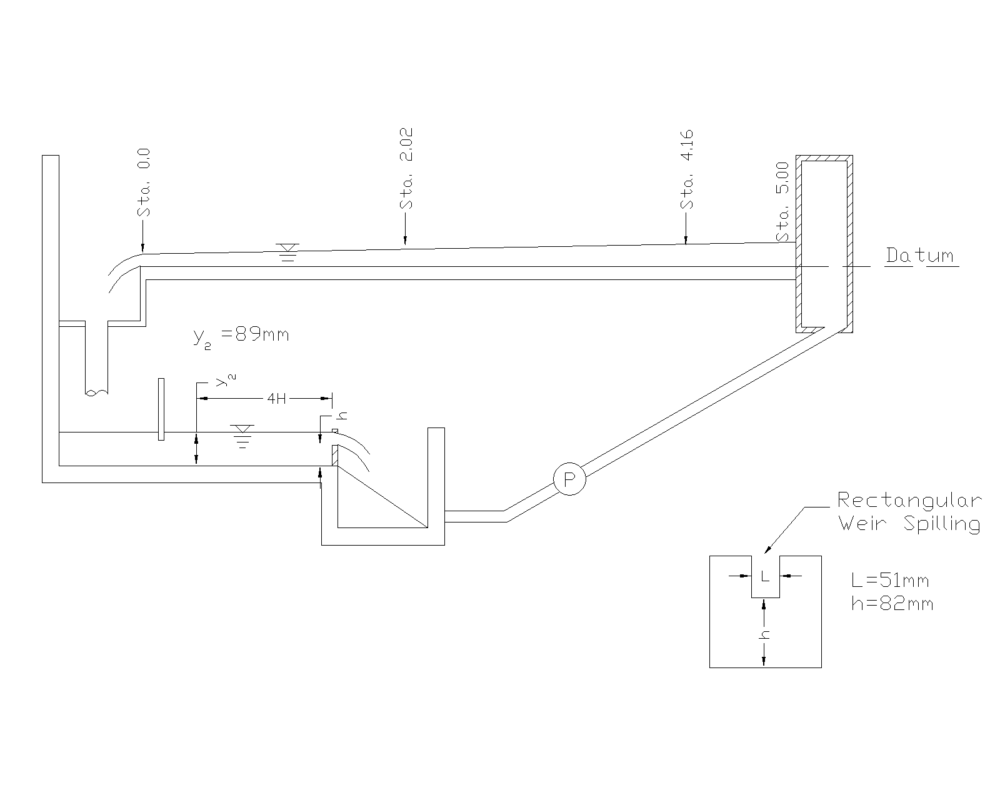 Sta. 0.0
Sta. 2.02
Sta. 4.16
Sta. 5.00
Datum
y2 =89mm
y2
4H
h
P
Rectangular
Weir Spilling
L
L=51mm
h=82mm
h